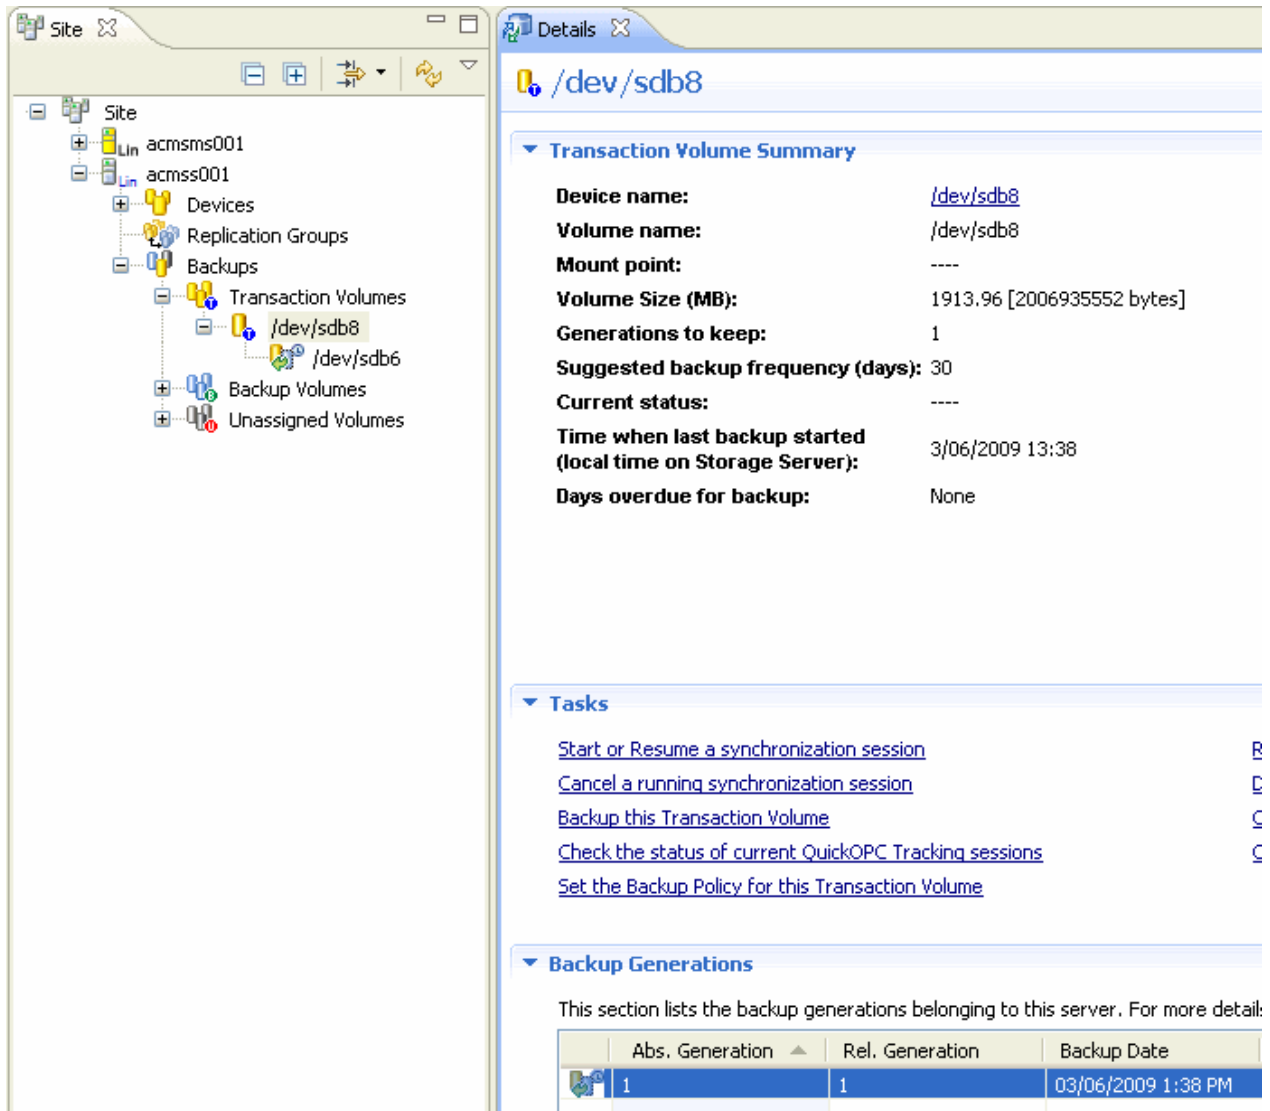 Site
Site
Lin acmsms001
Lin acmss001
Devices
Replication Groups
Backups
Transaction Volumes
/dev/sdb8
/dev/sdb6
Backup Volumes
Unassigned Volumes
Details
/dev/sdb8
Transaction Volume Summary
Device name: /dev/sdb8
Volume name: /dev/sdb8
Mount point: ----
Volume Size (MB): 1913.96 [2006935552 bytes]
Generations to keep: 1
Suggested backup frequency (days): 30
Current status: ----
Time when last backup started
(local time on Storage Server): 3/06/2009 13:38
Days overdue for backup: None
Tasks
Start or Resume a synchronization session
Cancel a running synchronization session
Backup this Transaction Volume
Check the status of current QuickOPC Tracking sessions
Set the Backup Policy for this Transaction Volume
Backup Generations
This section lists the backup generations belonging to this server. For more details
Abs. Generation Rel. Generation Backup Date
1 1 03/06/2009 1:38 PM